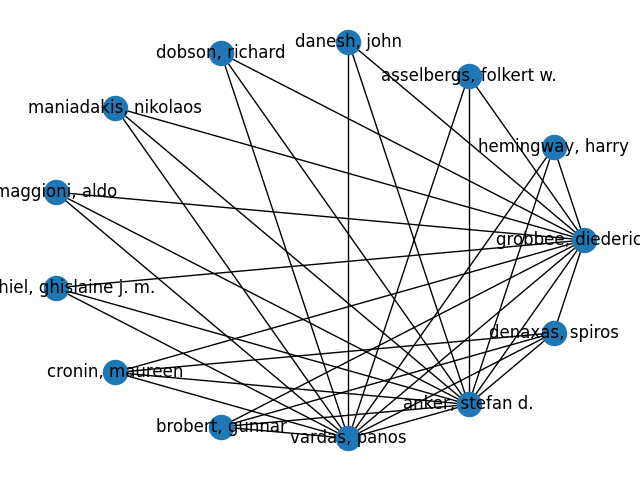 danesh, john
dobson, richard
asselbergs, folkert w.
maniadakis, nikolaos
hemingway, harry
maggioni, aldo
grobbee, diederic
hiel, ghislaine j. m.
denaxas, spiros
cronin, maureen
anker, stefan d.
brobert, gunnar
vardas, panos